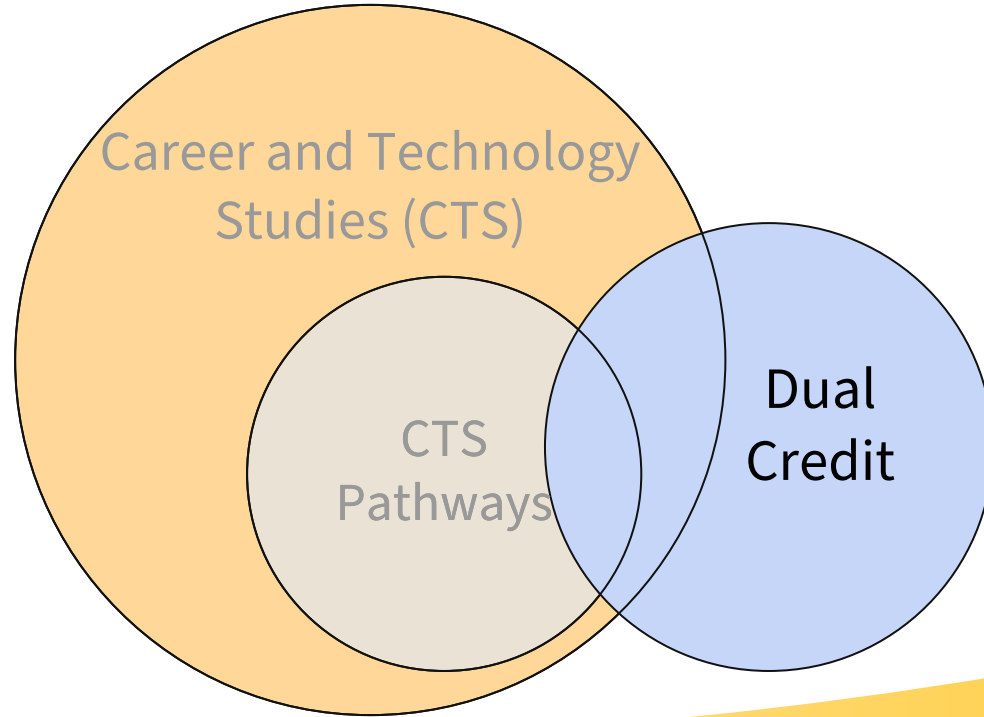 Career and Technology
Studies (CTS)
CTS
Pathways
Dual
Credit